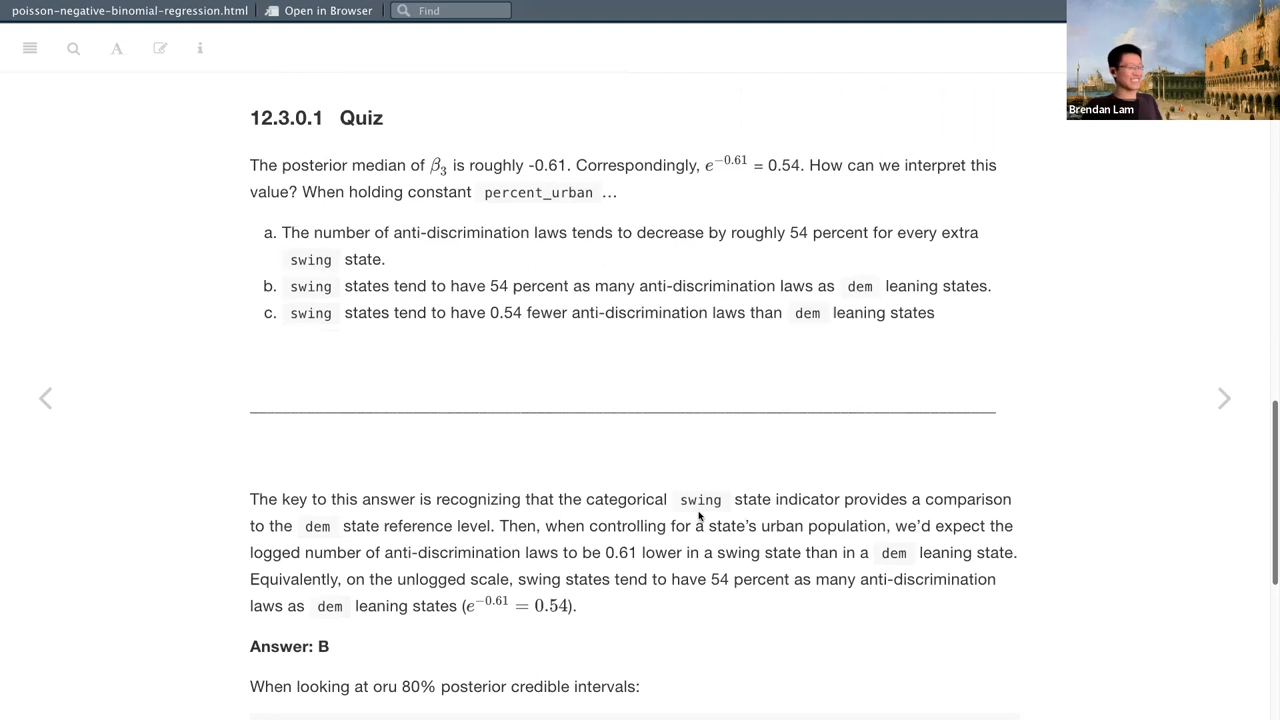 poisson-negative-binomial-regression.html Open in Browser Find
Brendan Lam
12.3.0.1 Quiz
The posterior median of β₃ is roughly -0.61. Correspondingly, e^{−0.61} = 0.54. How can we interpret this
value? When holding constant percent_urban …
a. The number of anti-discrimination laws tends to decrease by roughly 54 percent for every extra
swing state.
b. swing states tend to have 54 percent as many anti-discrimination laws as dem leaning states.
c. swing states tend to have 0.54 fewer anti-discrimination laws than dem leaning states
The key to this answer is recognizing that the categorical swing state indicator provides a comparison
to the dem state reference level. Then, when controlling for a state’s urban population, we’d expect the
logged number of anti-discrimination laws to be 0.61 lower in a swing state than in a dem leaning state.
Equivalently, on the unlogged scale, swing states tend to have 54 percent as many anti-discrimination
laws as dem leaning states (e^{−0.61} = 0.54).
Answer: B
When looking at oru 80% posterior credible intervals: